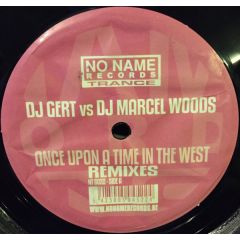 NO NAME
RECORDS
TRANCE
DJ GERT VS DJ MARCEL WOODS
ONCE UPON A TIME IN THE WEST
REMIXES